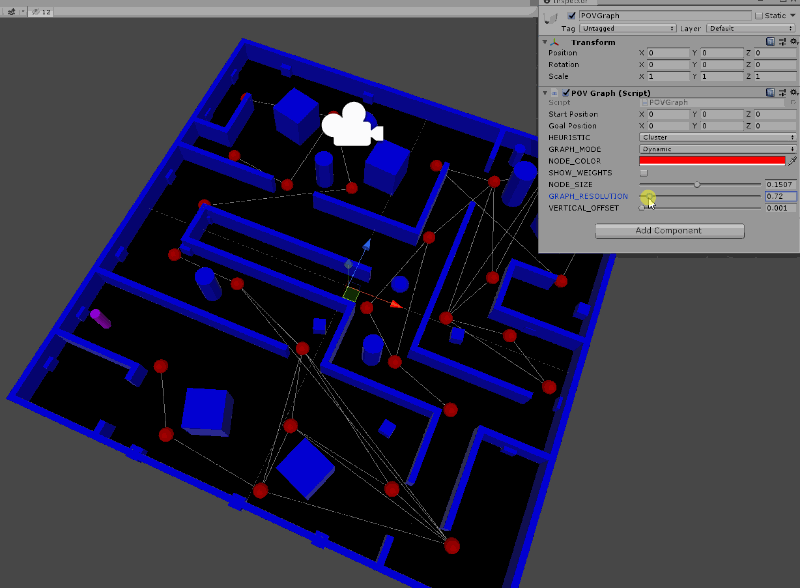 Inspector
12
POVGraph Static
Tag Untagged Layer Default
Transform
Position X 0 Y 0 Z 0
Rotation X 0 Y 0 Z 0
Scale X 1 Y 1 Z 1
POV Graph (Script)
Script POVGraph
Start Position X 0 Y 0 Z 0
Goal Position X 0 Y 0 Z 0
HEURISTIC Cluster
GRAPH_MODE Dynamic
NODE_COLOR
SHOW_WEIGHTS
NODE_SIZE 0.1507
GRAPH_RESOLUTION 0.72
VERTICAL_OFFSET 0.001
Add Component